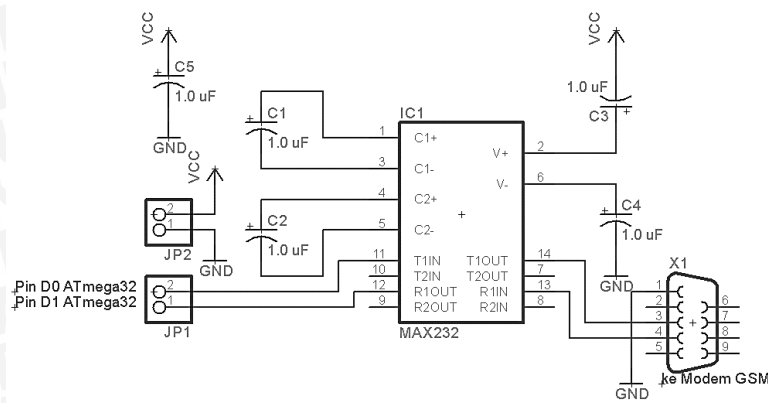 VCC
C5
1.0 uF
GND
VCC
1.0 uF
C3
C1
1.0 uF
IC1
1 C1+
3 C1-
4 C2+
5 C2-
V+ 2
V- 6
C2
1.0 uF
C4
1.0 uF
GND
VCC
2
1
JP2
GND
11 T1IN T1OUT 14
10 T2IN T2OUT 7
12 R1OUT R1IN 13
9 R2OUT R2IN 8
MAX232
Pin D0 ATmega32 2
Pin D1 ATmega32 1
JP1
X1
1
2
3
4
5
6
7
8
9
GND
ke Modem GSM